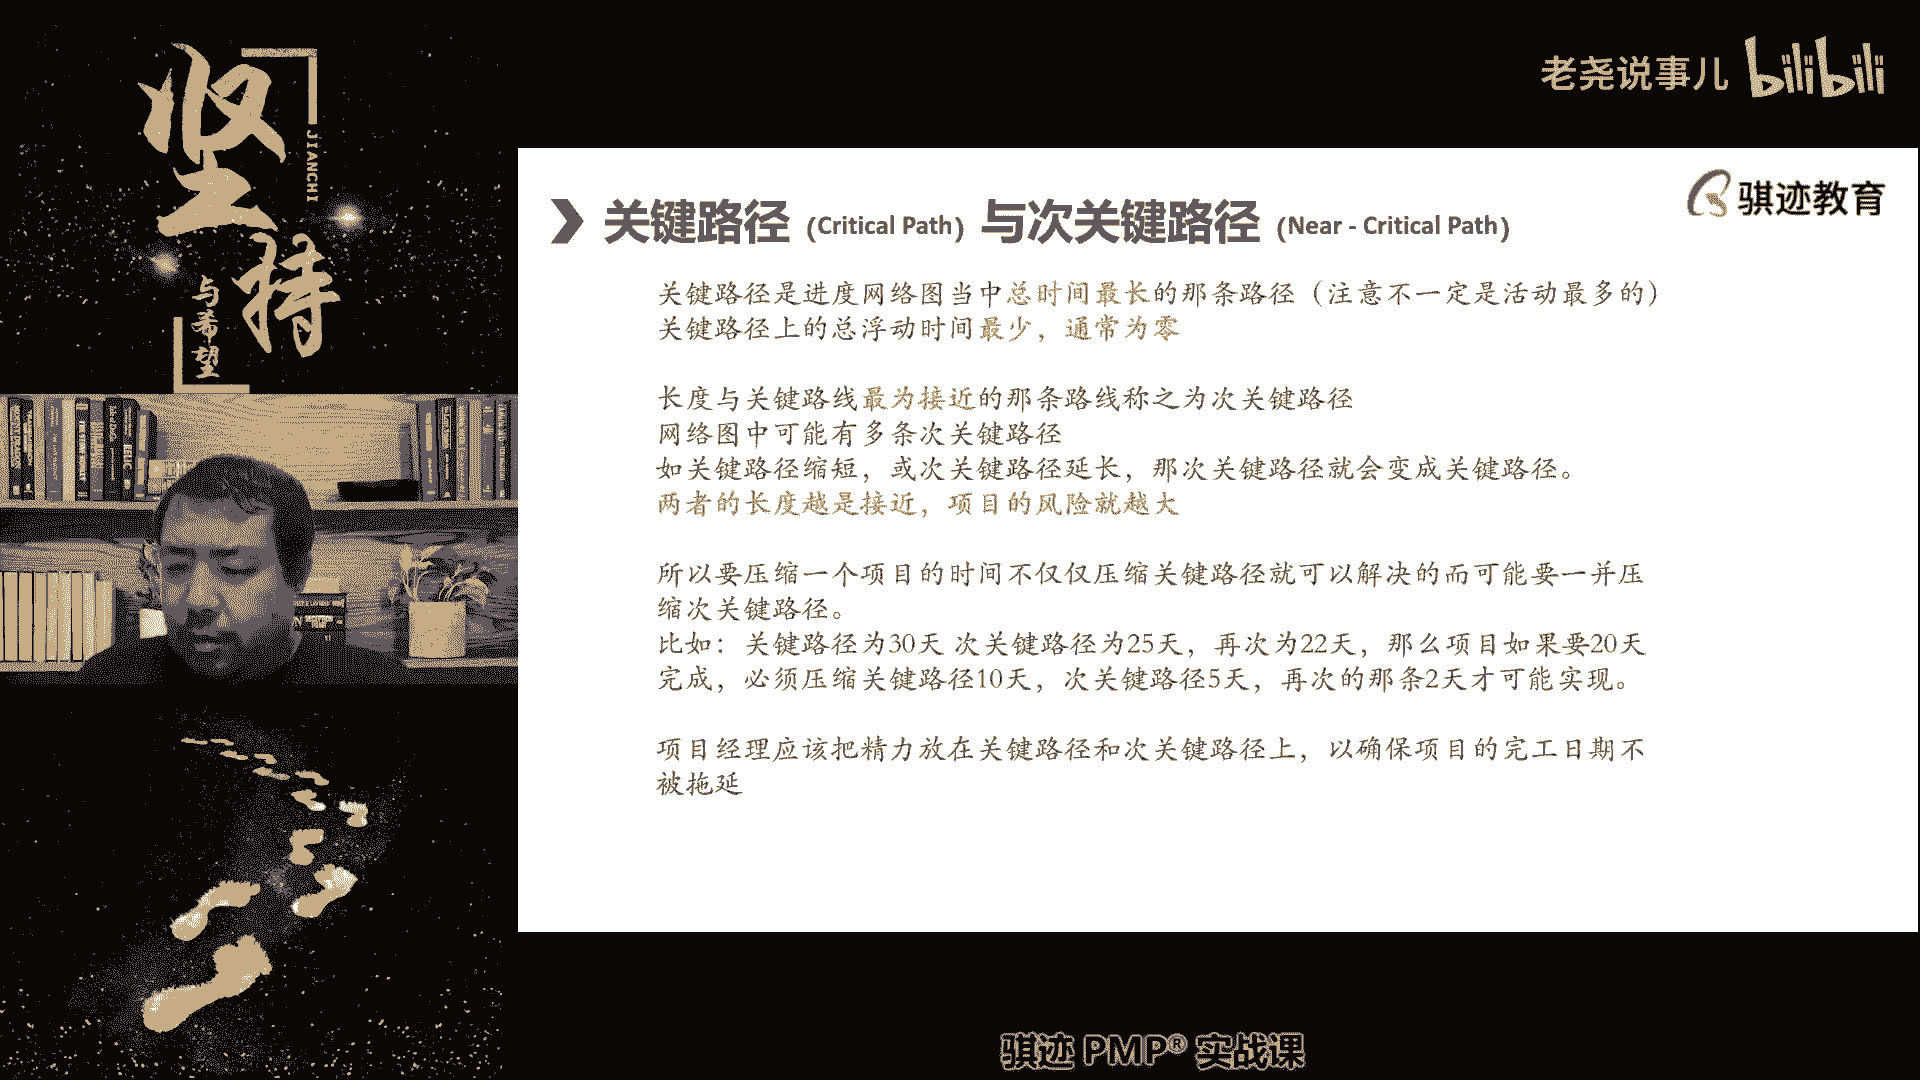 坚持
JIANCHI
与希望
老尧说事儿 bilibili
骐迹教育
关键路径 (Critical Path) 与次关键路径 (Near - Critical Path)
关键路径是进度网络图当中总时间最长的那条路径（注意不一定是活动最多的）
关键路径上的总浮动时间最少，通常为零
长度与关键路线最为接近的那条路线称之为次关键路径
网络图中可能有多条次关键路径
如关键路径缩短，或次关键路径延长，那次关键路径就会变成关键路径。
两者的长度越是接近，项目的风险就越大
所以要压缩一个项目的时间不仅仅压缩关键路径就可以解决的而可能要一并压
缩次关键路径。
比如：关键路径为30天 次关键路径为25天，再次为22天，那么项目如果要20天
完成，必须压缩关键路径10天，次关键路径5天，再次的那条2天才可能实现。
项目经理应该把精力放在关键路径和次关键路径上，以确保项目的完工日期不
被拖延
骐迹 PMP® 实战课